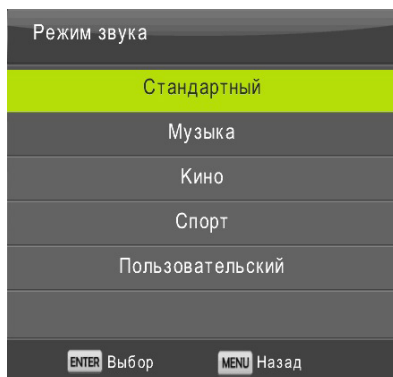 Режим звука
Стандартный
Музыка
Кино
Спорт
Пользовательский
ENTER Выбор MENU Назад